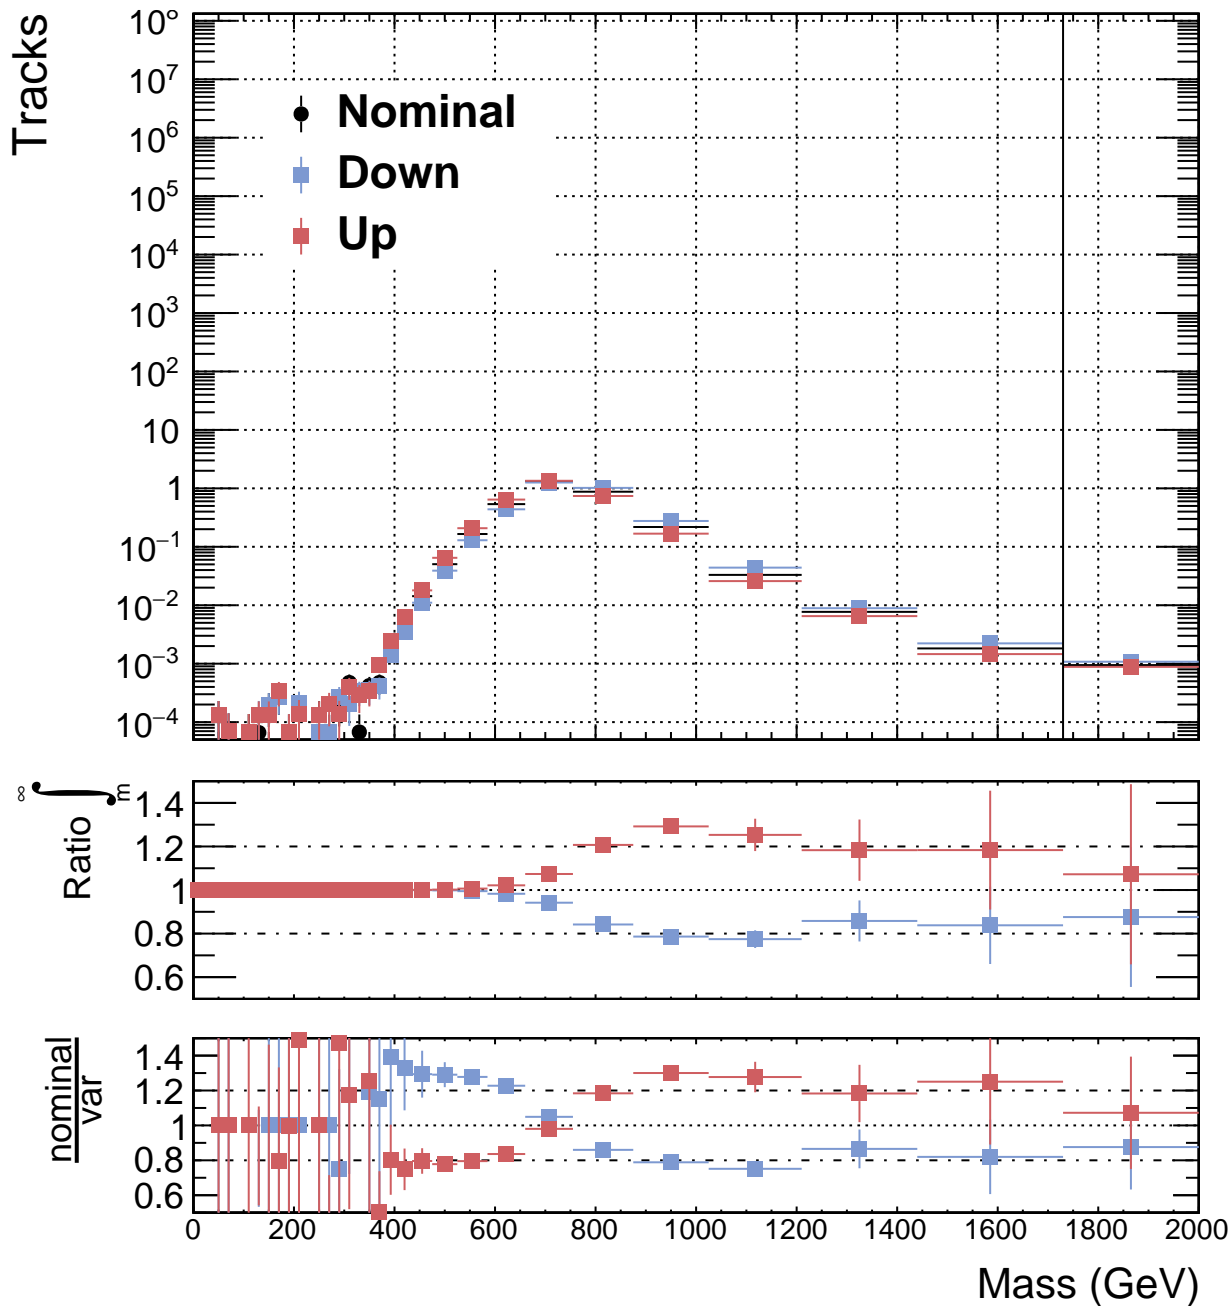 Tracks
10⁸
10⁷
10⁶
10⁵
10⁴
10³
10²
10
1
10⁻¹
10⁻²
10⁻³
10⁻⁴
Nominal
Down
Up
Ratio ∫ m ∞
1.4
1.2
1
0.8
0.6
nominal
var
1.4
1.2
1
0.8
0.6
0 200 400 600 800 1000 1200 1400 1600 1800 2000
Mass (GeV)